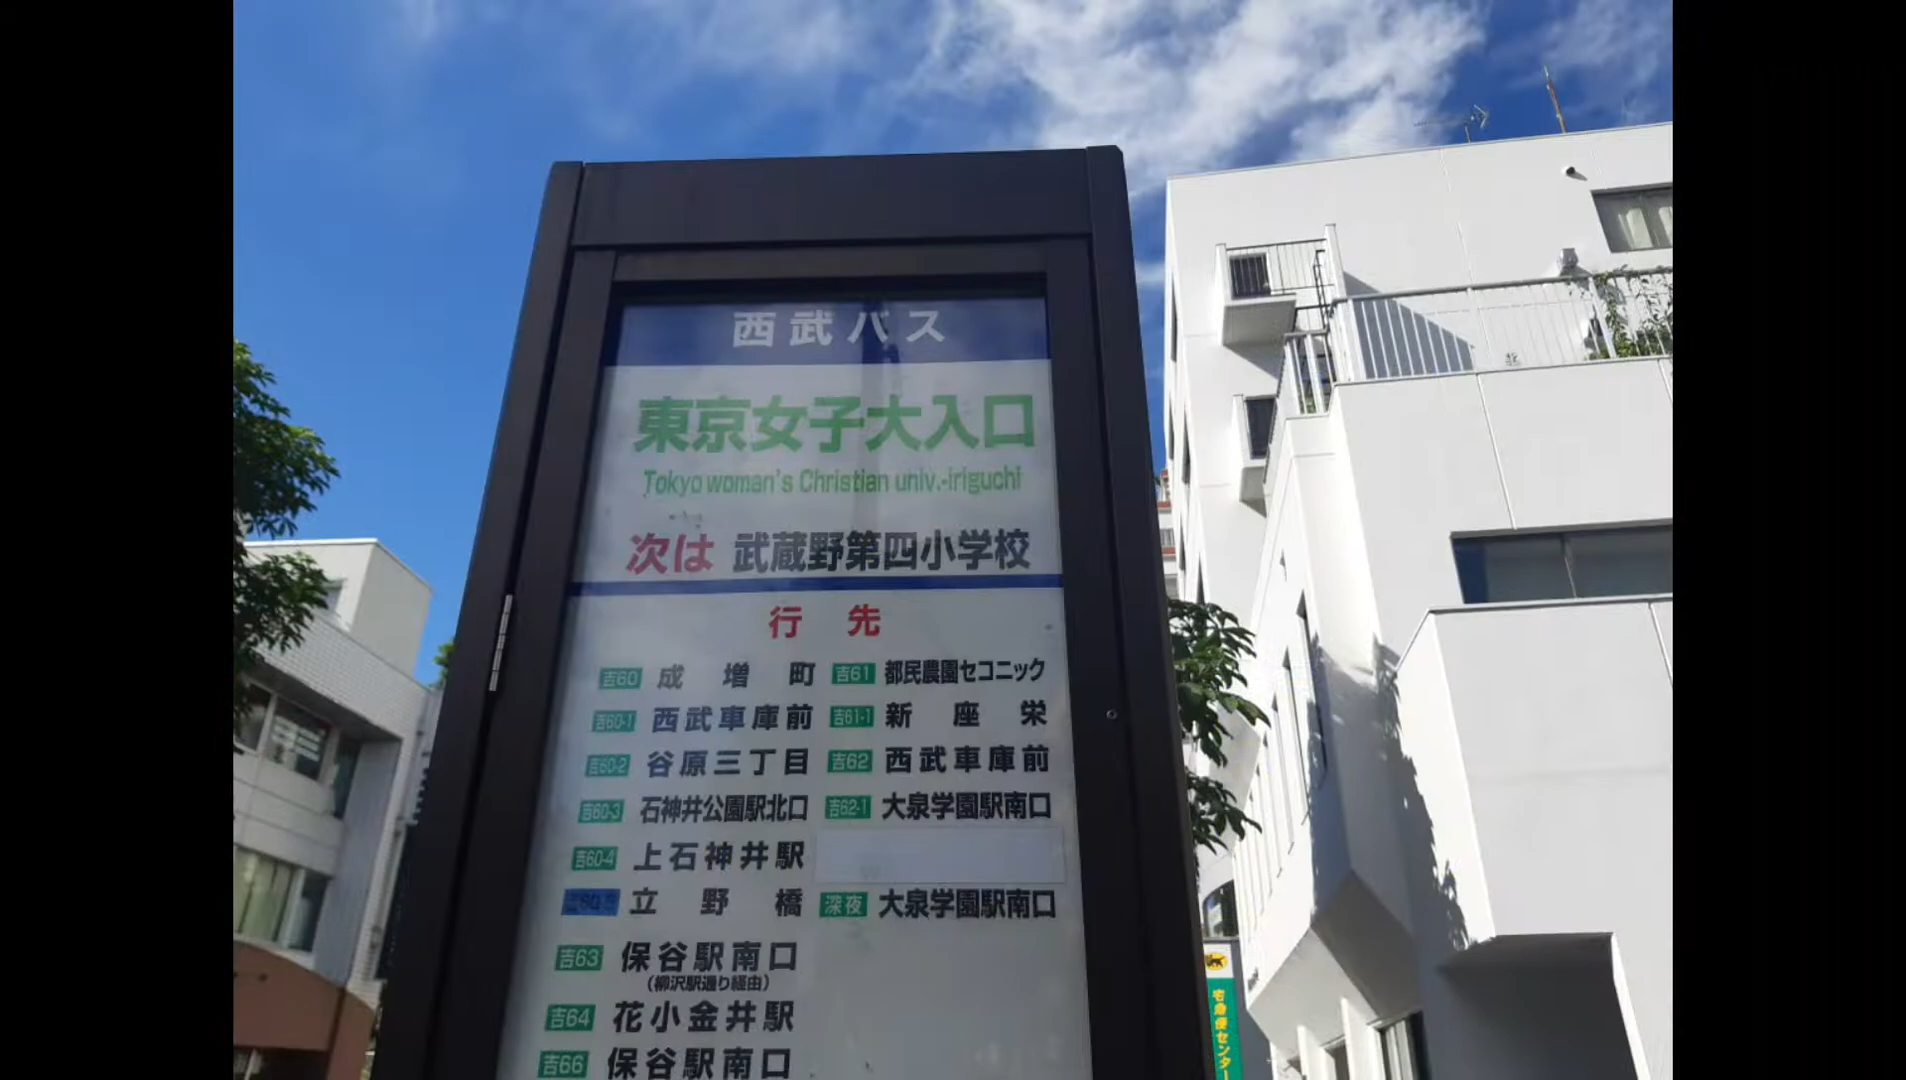 西武バス
東京女子大入口
Tokyo woman's Christian univ.-iriguchi
次は 武蔵野第四小学校
行先
吉60 成増町 吉61 都民農園セコニック
吉60-1 西武車庫前 吉61-1 新座栄
吉60-2 谷原三丁目 吉62 西武車庫前
吉60-3 石神井公園駅北口 吉62-1 大泉学園駅南口
吉60-4 上石神井駅
立野橋 深夜 大泉学園駅南口
吉63 保谷駅南口
(柳沢駅通り経由)
吉64 花小金井駅
吉66 保谷駅南口
宅急便センター